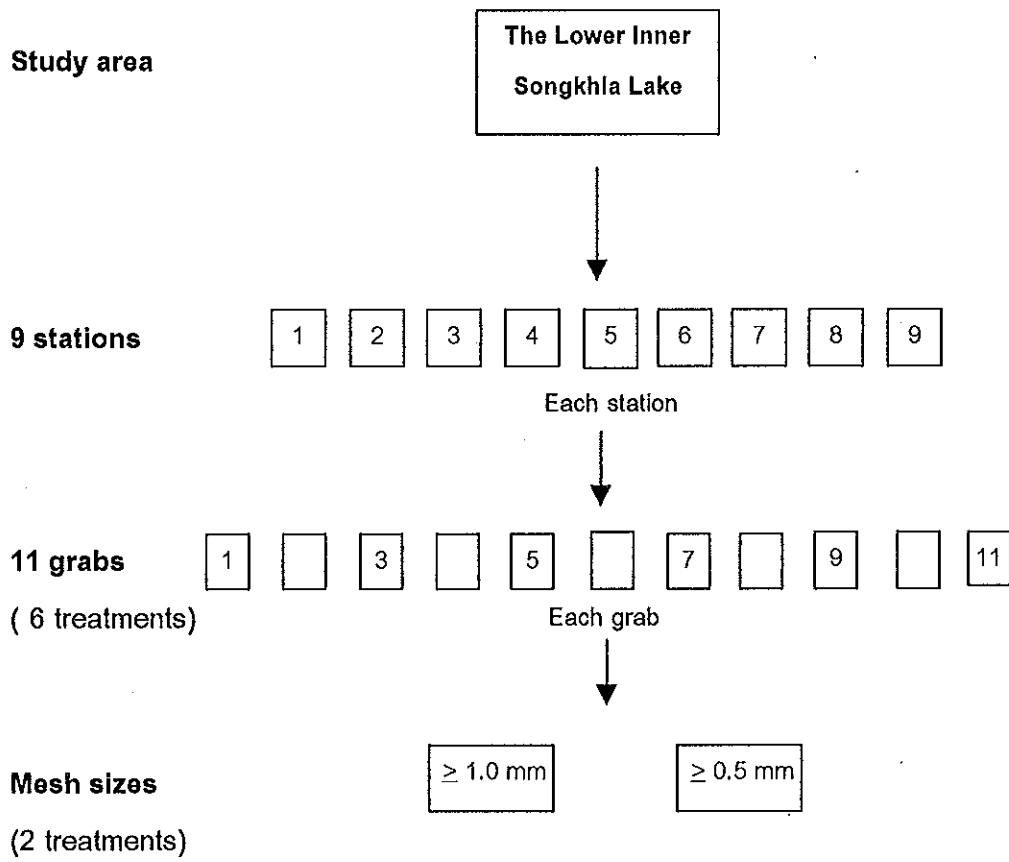 The Lower Inner
Songkhla Lake
Study area
9 stations
1 2 3 4 5 6 7 8 9
Each station
11 grabs
1 3 5 7 9 11
( 6 treatments)
Each grab
Mesh sizes
≥ 1.0 mm ≥ 0.5 mm
(2 treatments)